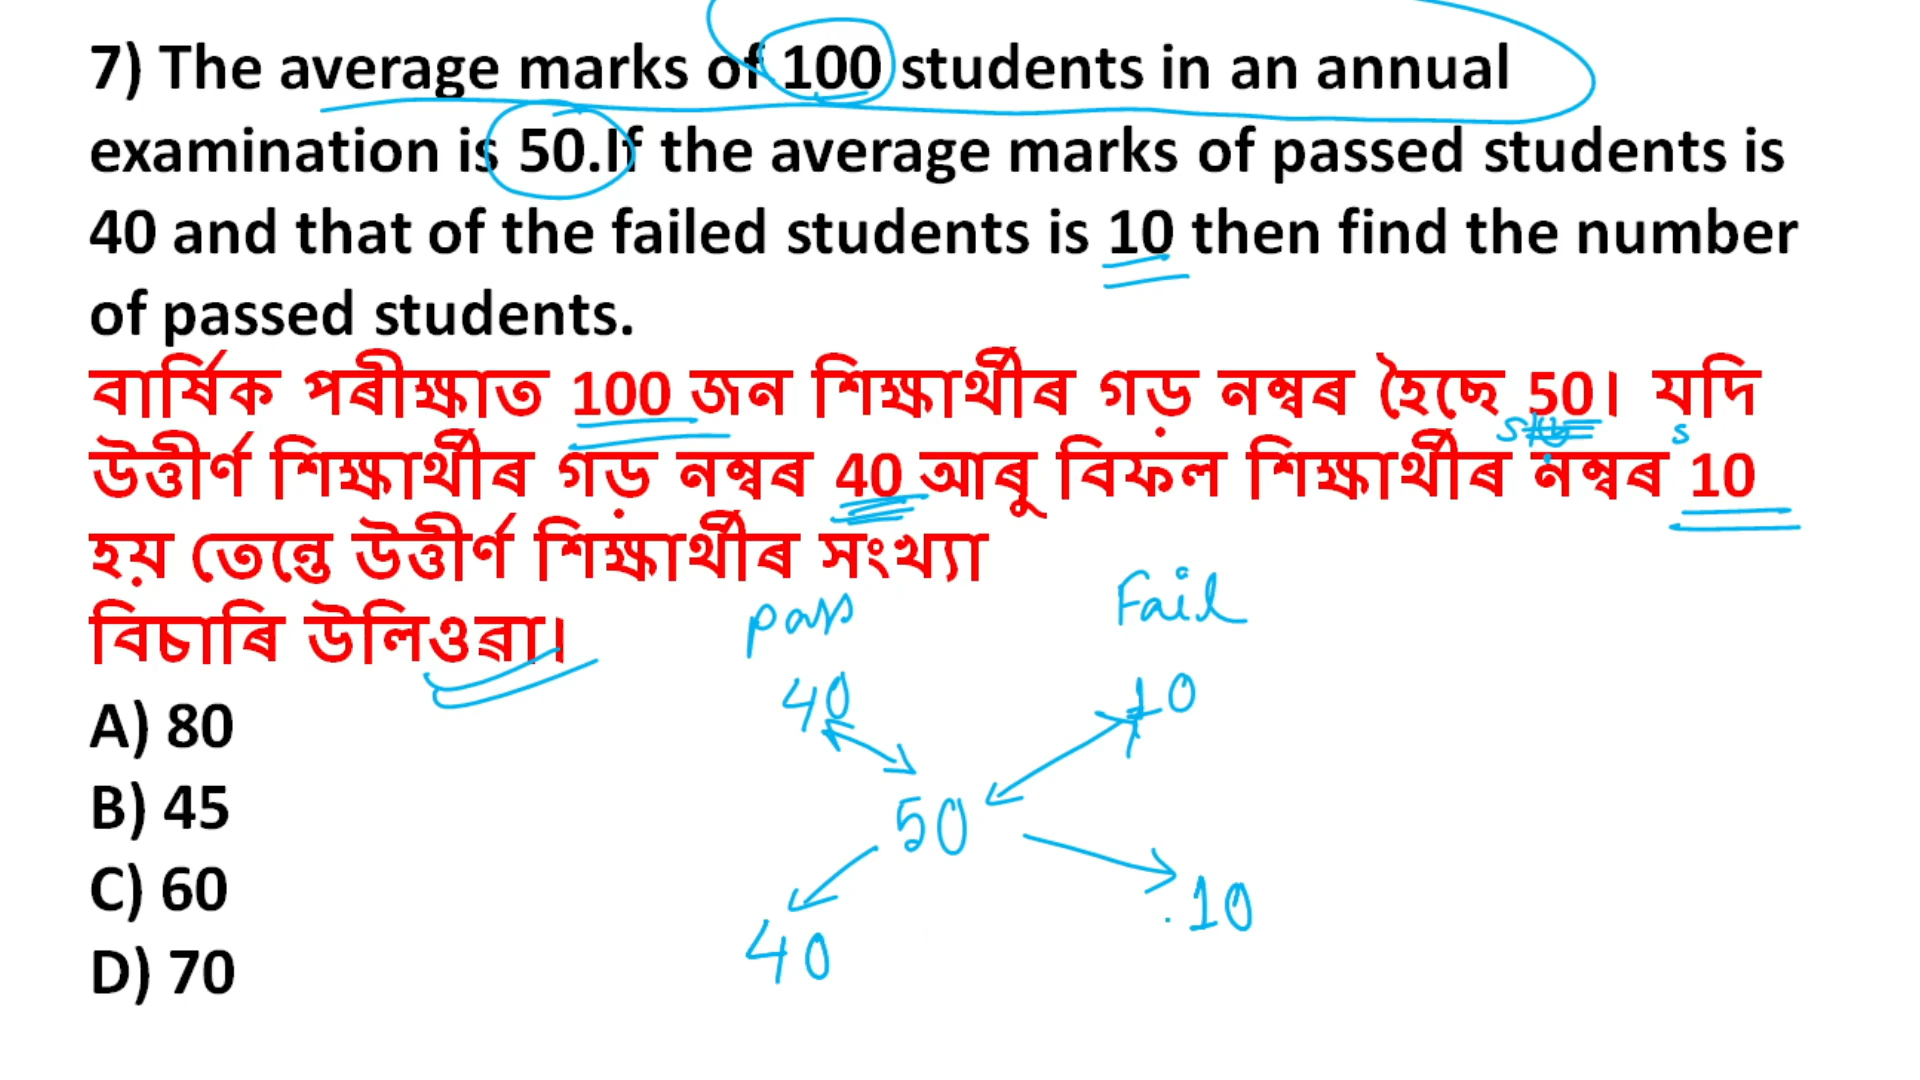 7) The average marks of 100 students in an annual
examination is 50.If the average marks of passed students is
40 and that of the failed students is 10 then find the number
of passed students.
বাৰ্ষিক পৰীক্ষাত 100 জন শিক্ষাৰ্থীৰ গড় নম্বৰ হৈছে 50। যদি
উত্তীৰ্ণ শিক্ষাৰ্থীৰ গড় নম্বৰ 40 আৰু বিফল শিক্ষাৰ্থীৰ নম্বৰ 10
হয় তেন্তে উত্তীৰ্ণ শিক্ষাৰ্থীৰ সংখ্যা
বিচাৰি উলিওৱা।
A) 80
B) 45
C) 60
D) 70
pass Fail
40 10
50
40 10